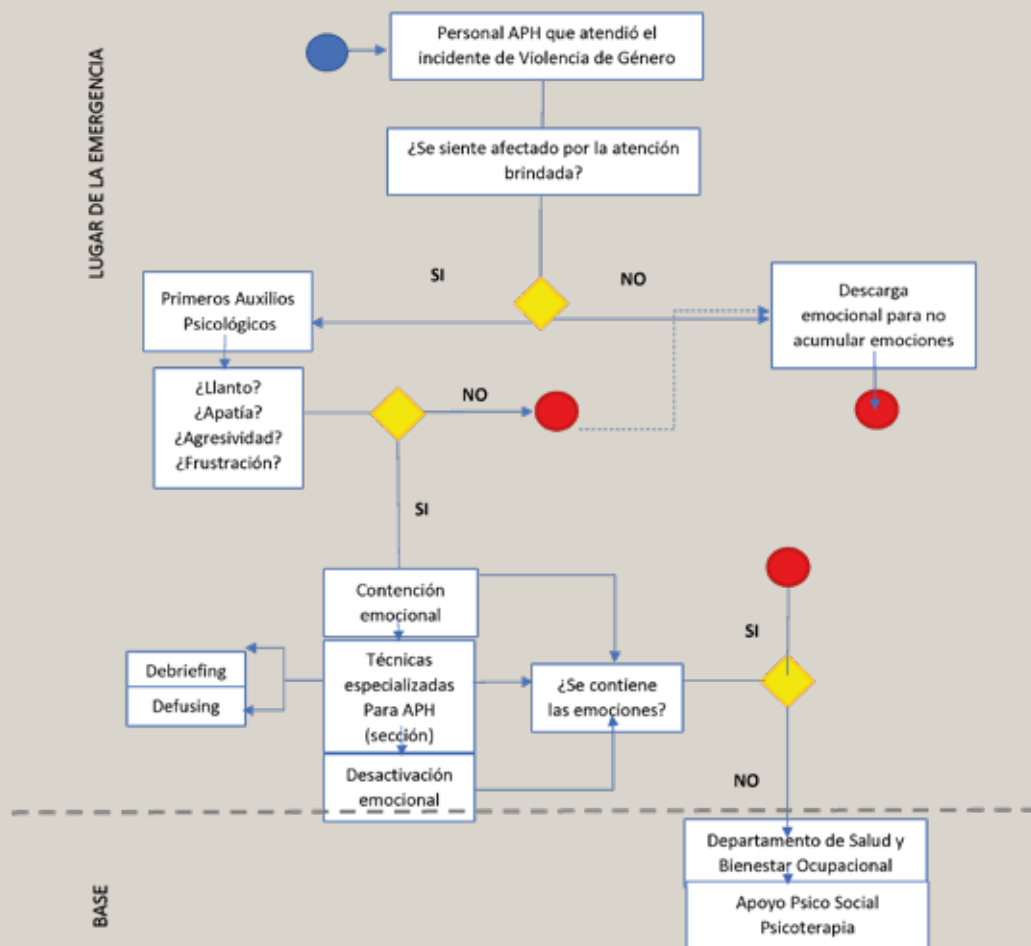 LUGAR DE LA EMERGENCIA
Personal APH que atendió el
incidente de Violencia de Género
¿Se siente afectado por la atención
brindada?
SI
NO
Primeros Auxilios
Psicológicos
Descarga
emocional para no
acumular emociones
¿Llanto?
¿Apatía?
¿Agresividad?
¿Frustración?
NO
SI
Contención
emocional
Técnicas
especializadas
Para APH
(sección)
Desactivación
emocional
Debriefing
Defusing
¿Se contiene
las emociones?
SI
NO
BASE
Departamento de Salud y
Bienestar Ocupacional
Apoyo Psico Social
Psicoterapia